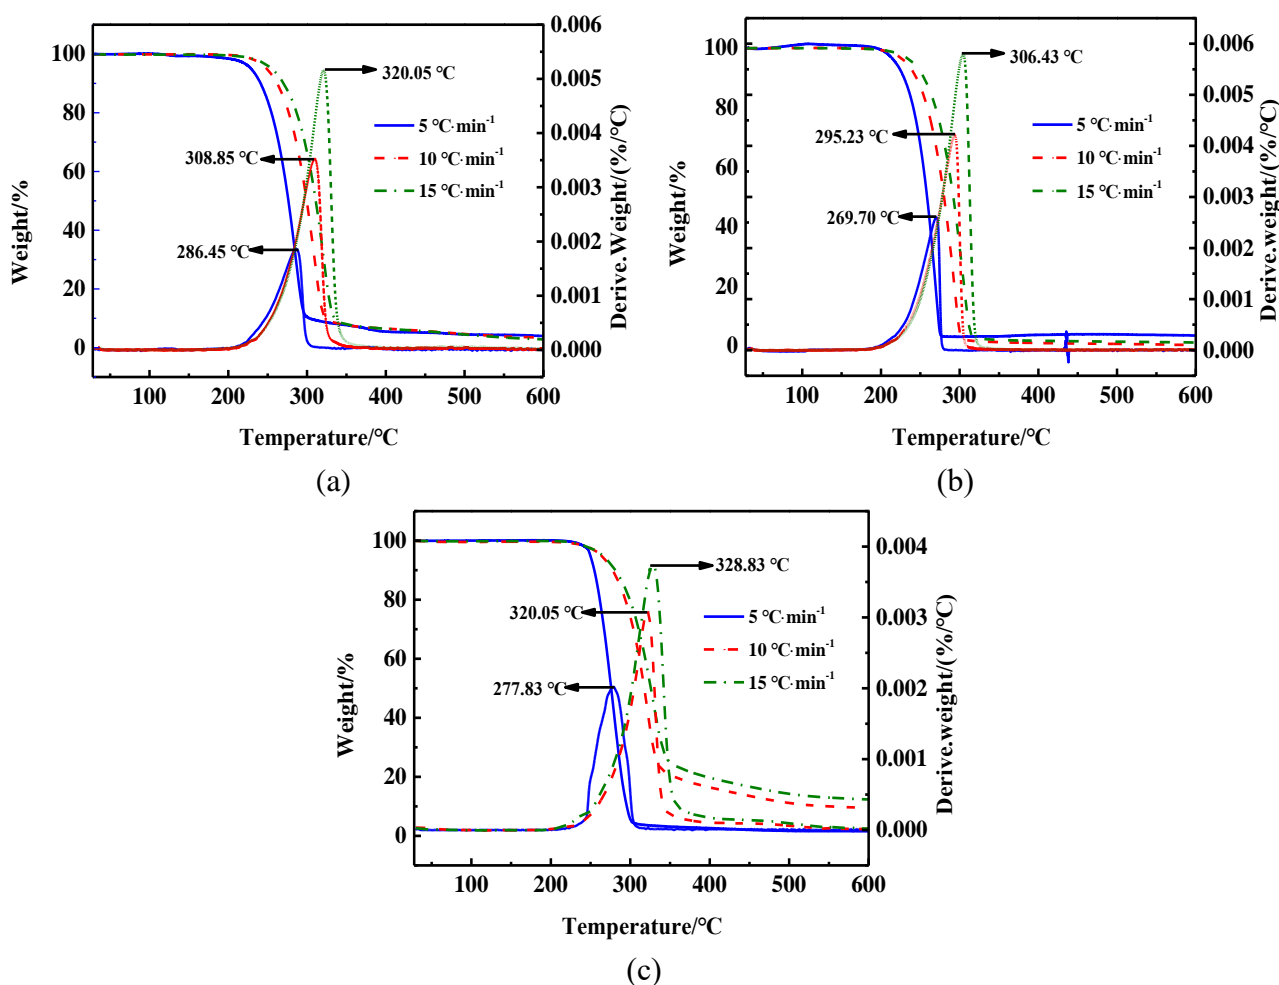 0.006
0.005
0.004
0.003
0.002
0.001
0.000
100
80
60
40
20
0
Weight/%
Derive.Weight/(%/°C)
320.05 °C
308.85 °C
286.45 °C
5 °C·min-1
10 °C·min-1
15 °C·min-1
100 200 300 400 500 600
Temperature/°C
(a)
0.006
0.005
0.004
0.003
0.002
0.001
0.000
100
80
60
40
20
0
Weight/%
Derive.weight/(%/°C)
306.43 °C
295.23 °C
269.70 °C
5 °C·min-1
10 °C·min-1
15 °C·min-1
100 200 300 400 500 600
Temperature/°C
(b)
0.004
0.003
0.002
0.001
0.000
100
80
60
40
20
0
Weight/%
Derive.weight/(%/°C)
328.83 °C
320.05 °C
277.83 °C
5 °C·min-1
10 °C·min-1
15 °C·min-1
100 200 300 400 500 600
Temperature/°C
(c)